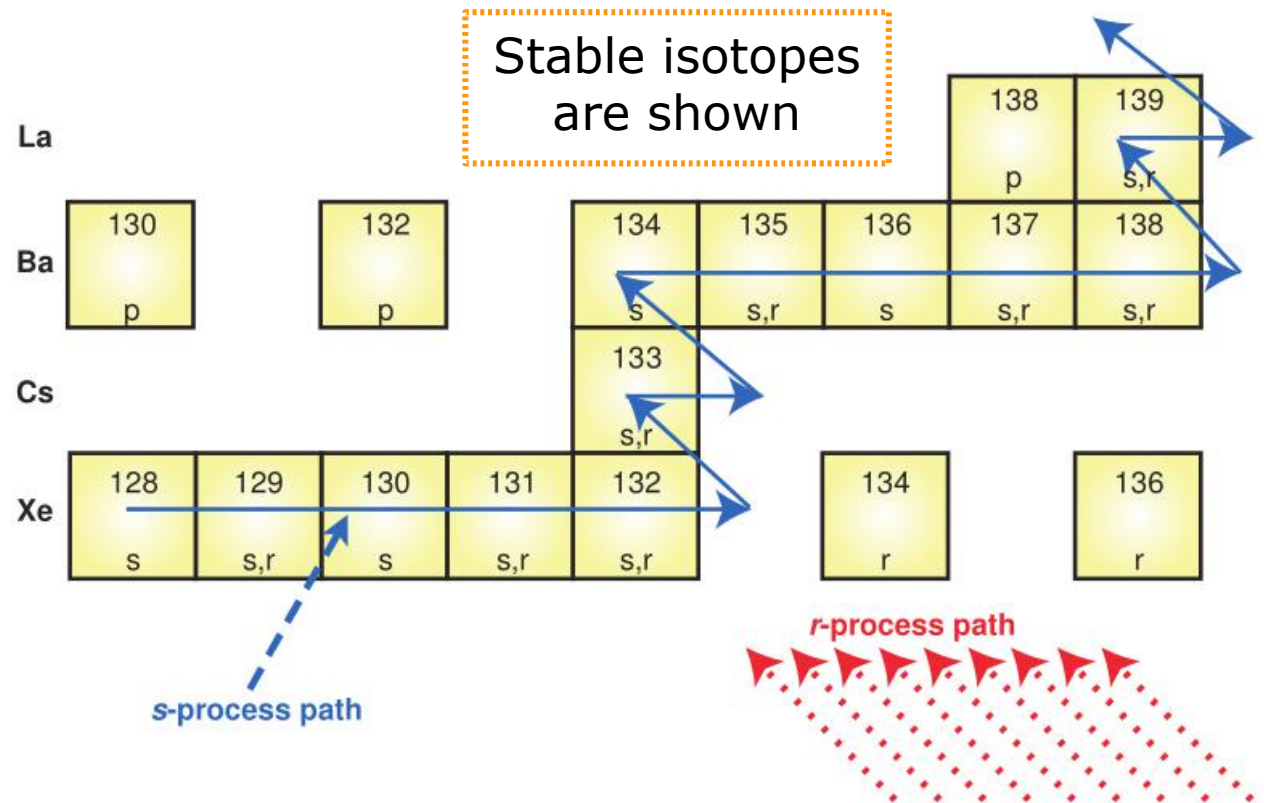 Stable isotopes
are shown
La
138
139
p
s,r
Ba
130
132
134
135
136
137
138
p
p
s
s,r
s
s,r
s,r
Cs
133
s,r
Xe
128
129
130
131
132
134
136
s
s,r
s
s,r
s,r
r
r
r-process path
s-process path